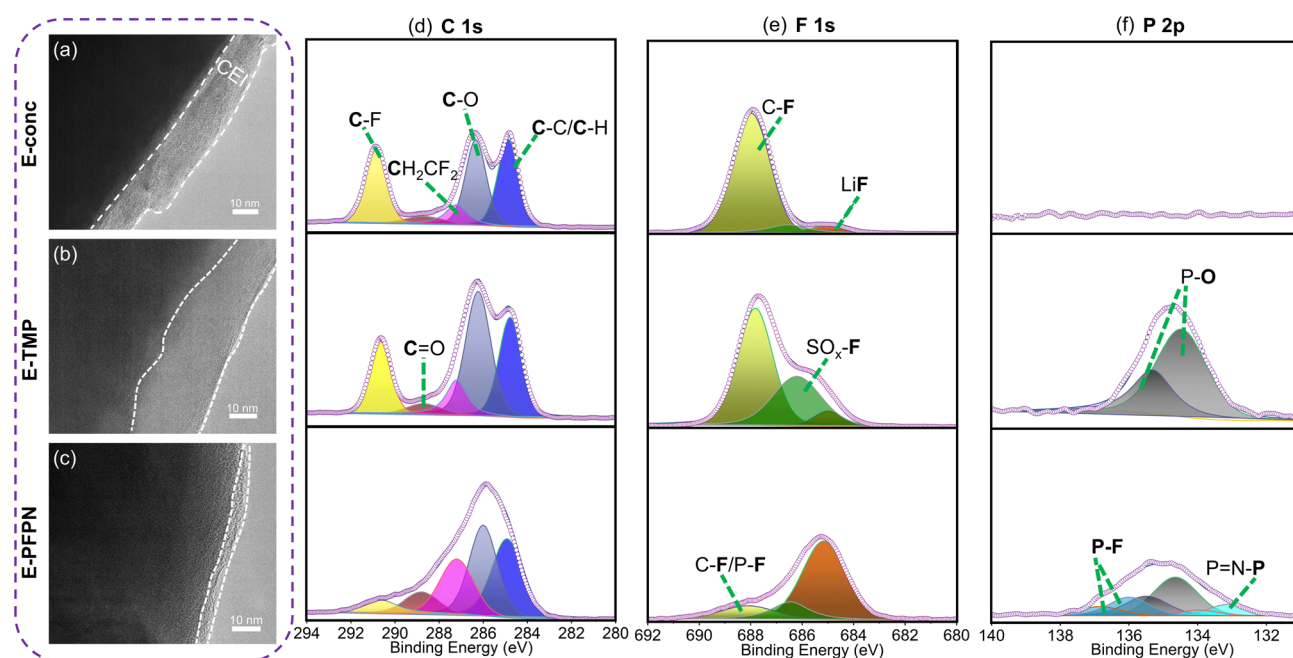 (d) C 1s
(e) F 1s
(f) P 2p
E-conc
(a)
CEI
10 nm
C-F
C-O
C-C/C-H
CH₂CF₂
C-F
LiF
E-TMP
(b)
10 nm
C=O
SOₓ-F
P-O
E-PFPN
(c)
10 nm
C-F/P-F
P-F
P=N-P
294 292 290 288 286 284 282 280
692 690 688 686 684 682 680
140 138 136 134 132
Binding Energy (eV)
Binding Energy (eV)
Binding Energy (eV)